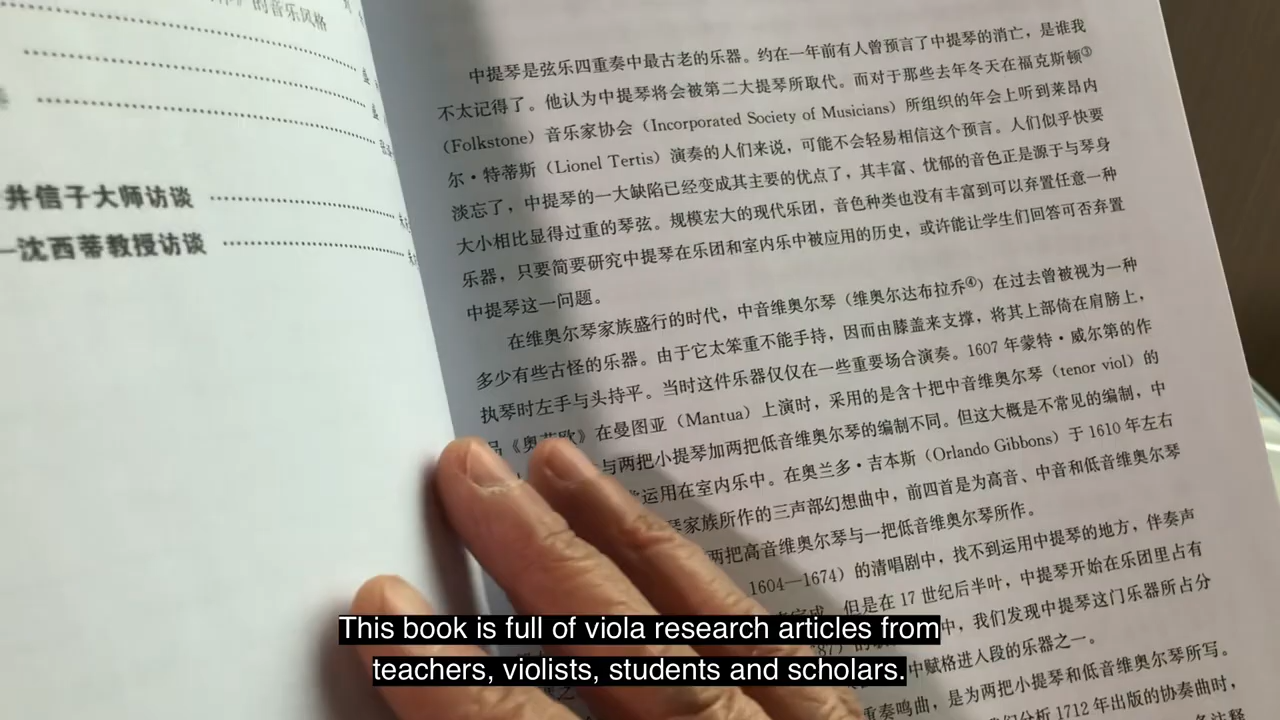 的音乐风格
井信子大师访谈
沈西蒂教授访谈
中提琴是弦乐四重奏中最古老的乐器。约在一年前有人曾预言了中提琴的消亡，是谁我
不太记得了。他认为中提琴将会被第二大提琴所取代。而对于那些去年冬天在福克斯顿③
（Folkstone）音乐家协会（Incorporated Society of Musicians）所组织的年会上听到莱昂内
尔·特蒂斯（Lionel Tertis）演奏的人们来说，可能不会轻易相信这个预言。人们似乎快要
淡忘了，中提琴的一大缺陷已经变成其主要的优点了，其丰富、忧郁的音色正是源于与琴身
大小相比显得过重的琴弦。规模宏大的现代乐团，音色种类也没有丰富到可以弃置任意一种
乐器，只要简要研究中提琴在乐团和室内乐中被应用的历史，或许能让学生们回答可否弃置
中提琴这一问题。
在维奥尔琴家族盛行的时代，中音维奥尔琴（维奥尔达布拉乔④）在过去曾被视为一种
多少有些古怪的乐器。由于它太笨重不能手持，因而由膝盖来支撑，将其上部倚在肩膀上，
执琴时左手与头持平。当时这件乐器仅仅在一些重要场合演奏。1607 年蒙特·威尔第的作
品《奥菲欧》在曼图亚（Mantua）上演时，采用的是含十把中音维奥尔琴（tenor viol）的
与两把小提琴加两把低音维奥尔琴的编制不同。但这大概是不常见的编制，中
运用在室内乐中。在奥兰多·吉本斯（Orlando Gibbons）于 1610 年左右
琴家族所作的三声部幻想曲中，前四首是为高音、中音和低音维奥尔琴
两把高音维奥尔琴与一把低音维奥尔琴所作。
1604—1674）的清唱剧中，找不到运用中提琴的地方，伴奏声
完成。但是在 17 世纪后半叶，中提琴开始在乐团里占有
87）的 中，我们发现中提琴这门乐器所占分
中赋格进入段的乐器之一。
重奏鸣曲，是为两把小提琴和低音维奥尔琴所写。
们分析 1712 年出版的协奏曲时，
This book is full of viola research articles from
teachers, violists, students and scholars.